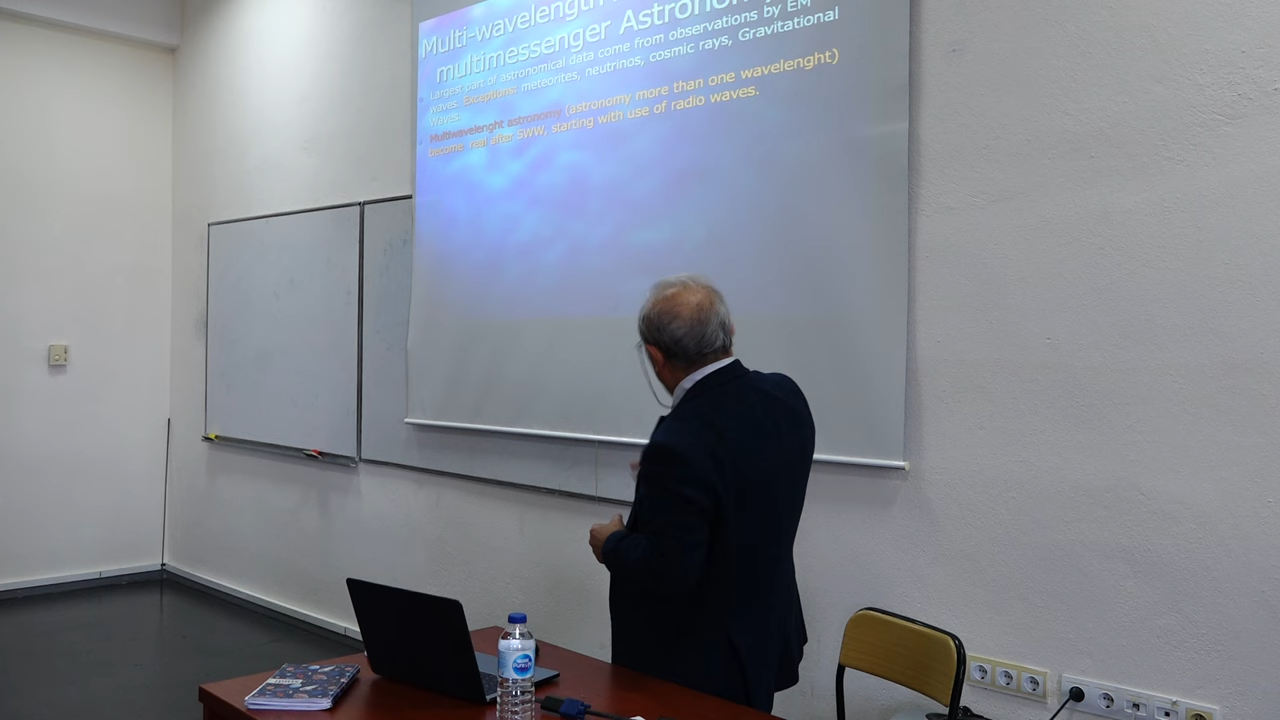 Multi-wavelength
multimessenger Astronomy
Largest part of astronomical data come from observations by EM
waves. Exceptions: meteorites, neutrinos, cosmic rays, Gravitational
Waves.
Multiwavelenght astronomy (astronomy more than one wavelenght)
become real after SWW, starting with use of radio waves.